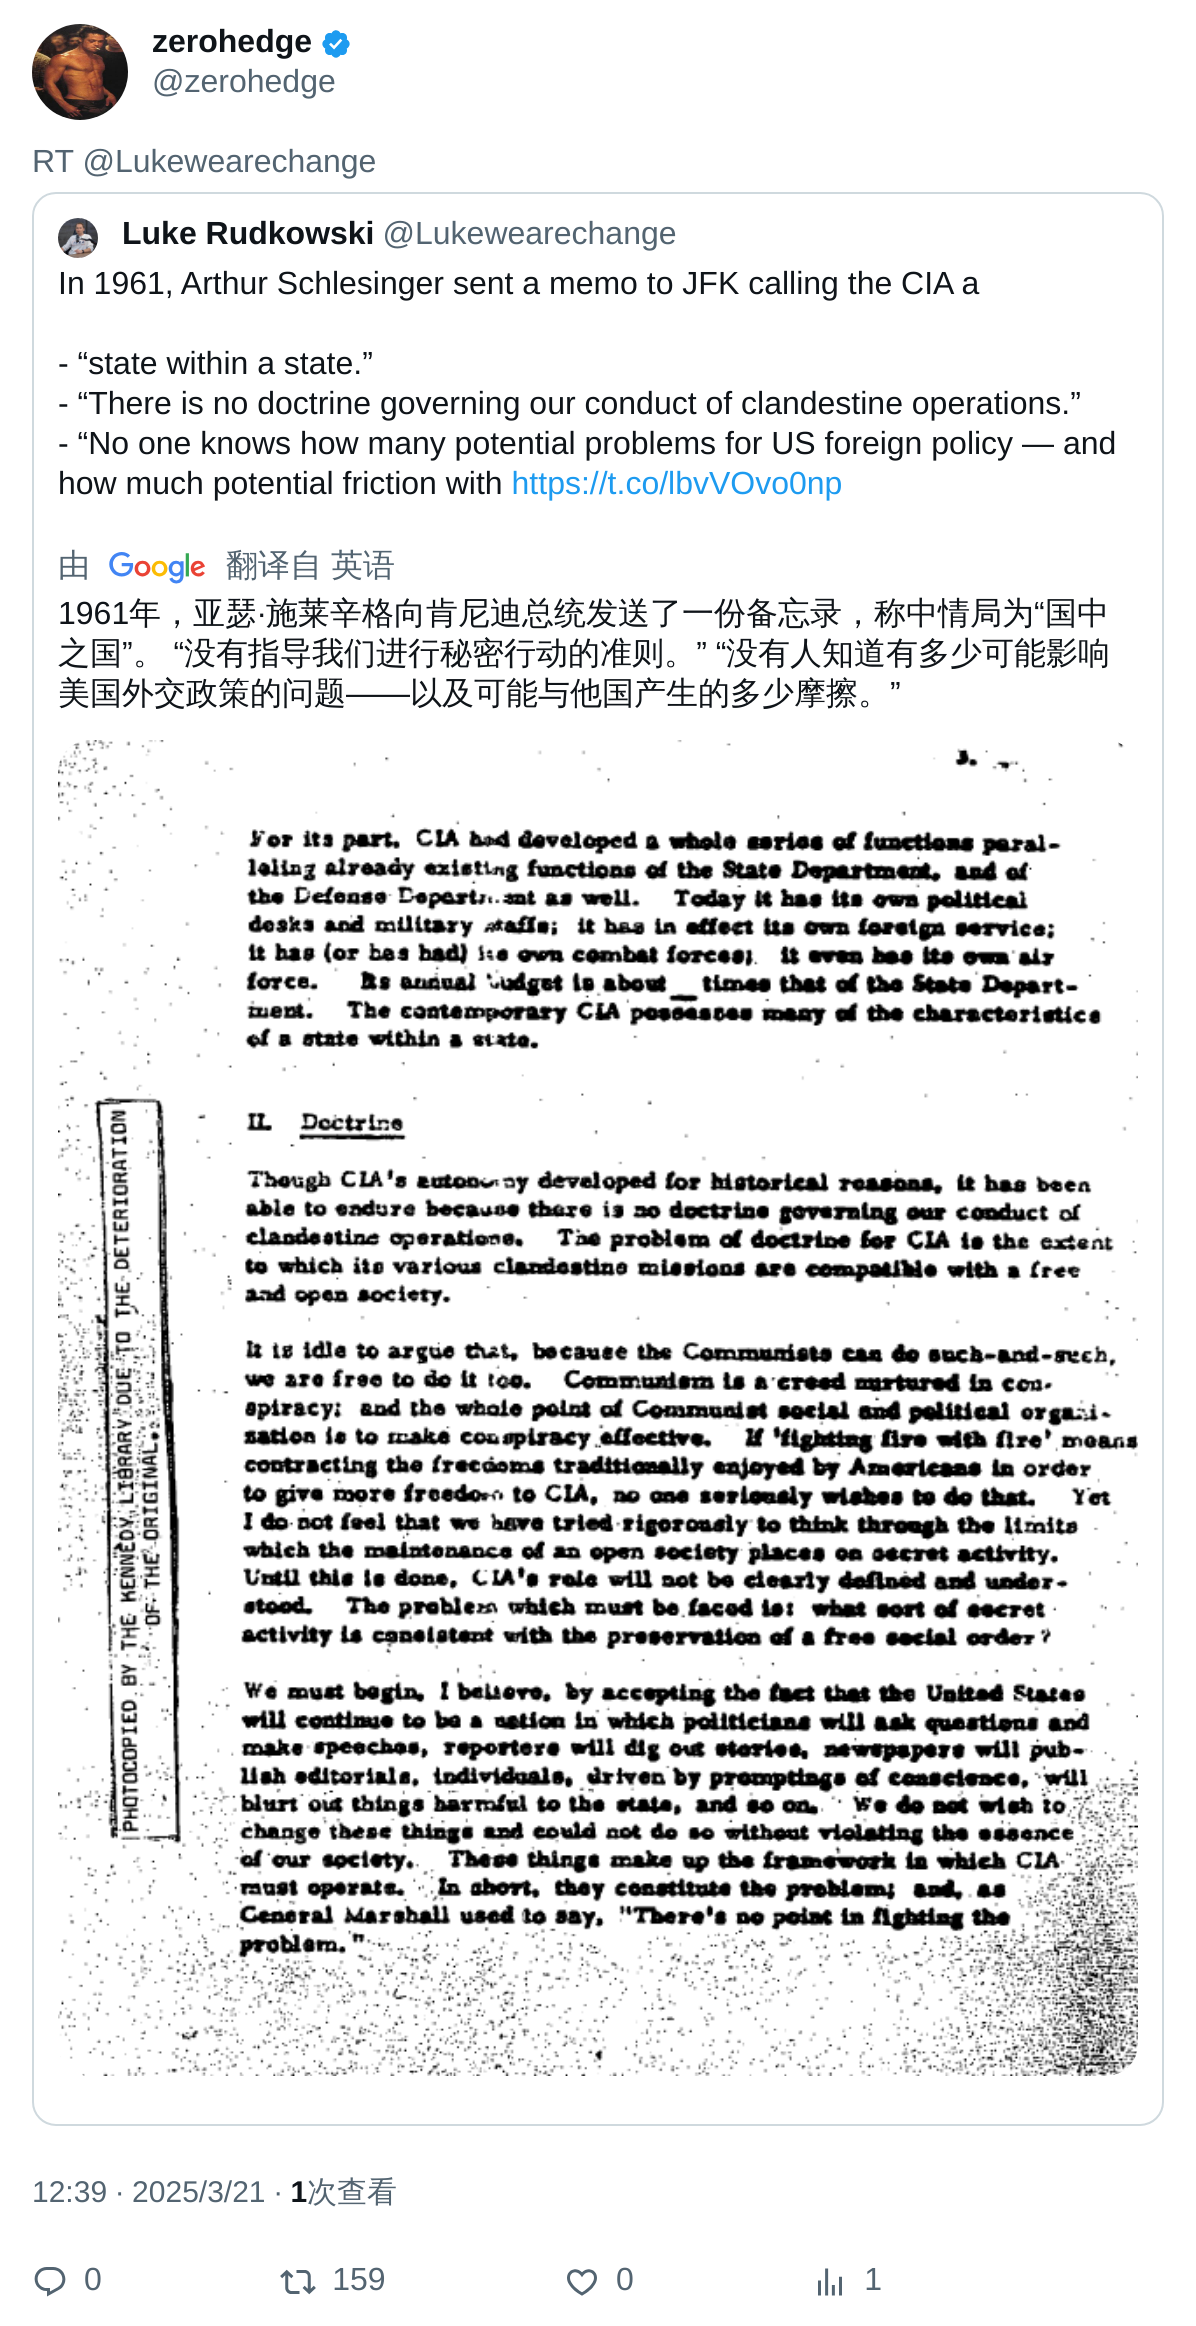 zerohedge
@zerohedge
RT @Lukewearechange
Luke Rudkowski @Lukewearechange
In 1961, Arthur Schlesinger sent a memo to JFK calling the CIA a
- “state within a state.”
- “There is no doctrine governing our conduct of clandestine operations.”
- “No one knows how many potential problems for US foreign policy — and
how much potential friction with https://t.co/lbvVOvo0np
由 Google 翻译自 英语
1961年，亚瑟·施莱辛格向肯尼迪总统发送了一份备忘录，称中情局为“国中
之国”。 “没有指导我们进行秘密行动的准则。” “没有人知道有多少可能影响
美国外交政策的问题——以及可能与他国产生的多少摩擦。”
3.
For its part, CIA had developed a whole series of functions paral-
leling already existing functions of the State Department, and of
the Defense Department as well. Today it has its own political
desks and military staffs; it has in effect its own foreign service;
it has (or has had) its own combat forces; it even has its own air
force. Its annual budget is about __ times that of the State Depart-
ment. The contemporary CIA possesses many of the characteristics
of a state within a state.
II. Doctrine
Though CIA's autonomy developed for historical reasons, it has been
able to endure because there is no doctrine governing our conduct of
clandestine operations. The problem of doctrine for CIA is the extent
to which its various clandestine missions are compatible with a free
and open society.
It is idle to argue that, because the Communists can do such-and-such,
we are free to do it too. Communism is a creed nurtured in con-
spiracy; and the whole point of Communist social and political organi-
sation is to make conspiracy effective. If 'fighting fire with fire' means
contracting the freedoms traditionally enjoyed by Americans in order
to give more freedom to CIA, no one seriously wishes to do that. Yet
I do not feel that we have tried rigorously to think through the limits
which the maintenance of an open society places on secret activity.
Until this is done, CIA's role will not be clearly defined and under-
stood. The problem which must be faced is: what sort of secret
activity is consistent with the preservation of a free social order?
We must begin, I believe, by accepting the fact that the United States
will continue to be a nation in which politicians will ask questions and
make speeches, reporters will dig out stories, newspapers will pub-
lish editorials, individuals, driven by promptings of conscience, will
blurt out things harmful to the state, and so on. We do not wish to
change these things and could not do so without violating the essence
of our society. These things make up the framework in which CIA
must operate. In short, they constitute the problem; and, as
General Marshall used to say, "There's no point in fighting the
problem."
PHOTOCOPIED BY THE KENNEDY LIBRARY DUE TO THE DETERIORATION
OF THE ORIGINAL.
12:39 · 2025/3/21 · 1次查看
0 159 0 1